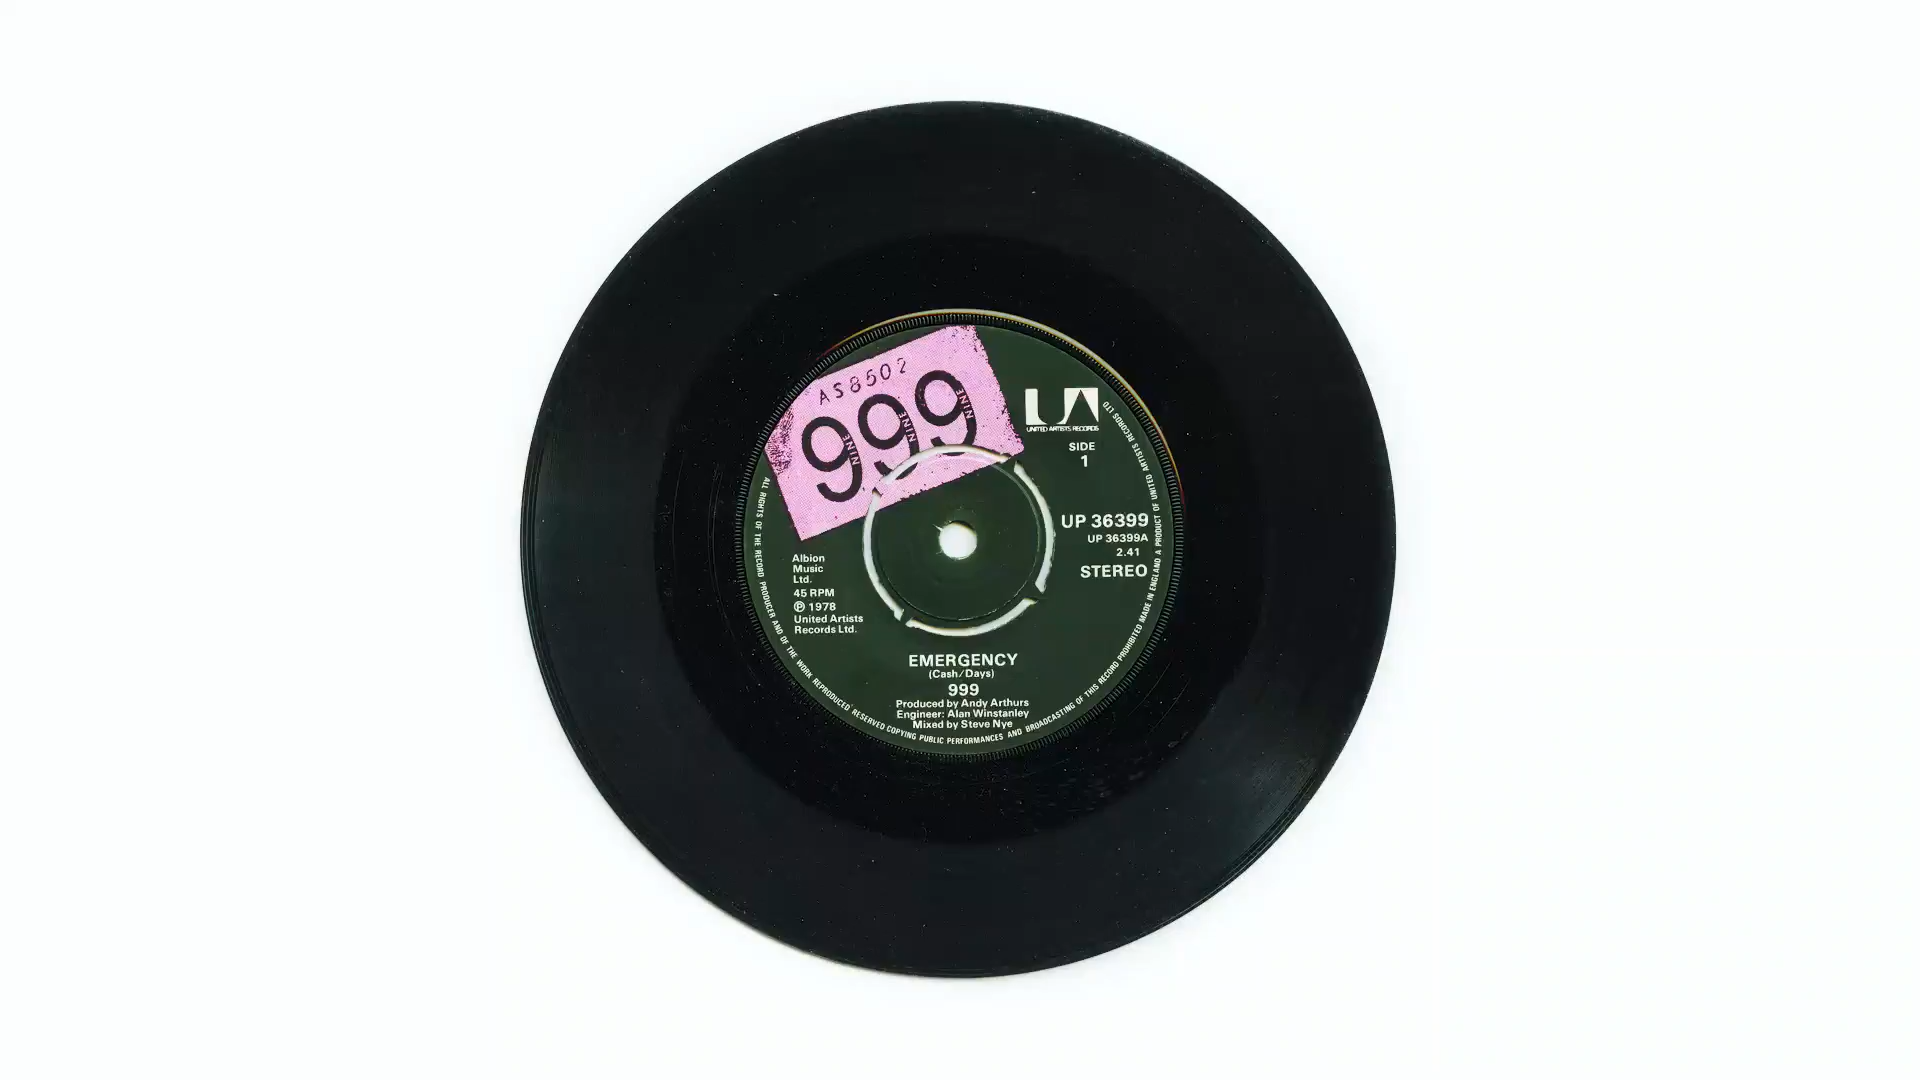 AS8502
999
NINE NINE NINE
UA
UNITED ARTISTS RECORDS
SIDE
1
UP 36399
UP 36399A
2.41
STEREO
Albion
Music
Ltd.
45 RPM
Ⓟ 1978
United Artists
Records Ltd.
EMERGENCY
(Cash/Days)
999
Produced by Andy Arthurs
Engineer: Alan Winstanley
Mixed by Steve Nye
ALL RIGHTS OF THE RECORD PRODUCER AND OF THE WORK REPRODUCED RESERVED COPYING PUBLIC PERFORMANCES AND BROADCASTING OF THIS RECORD PROHIBITED MADE IN ENGLAND A PRODUCT OF UNITED ARTISTS RECORDS LTD